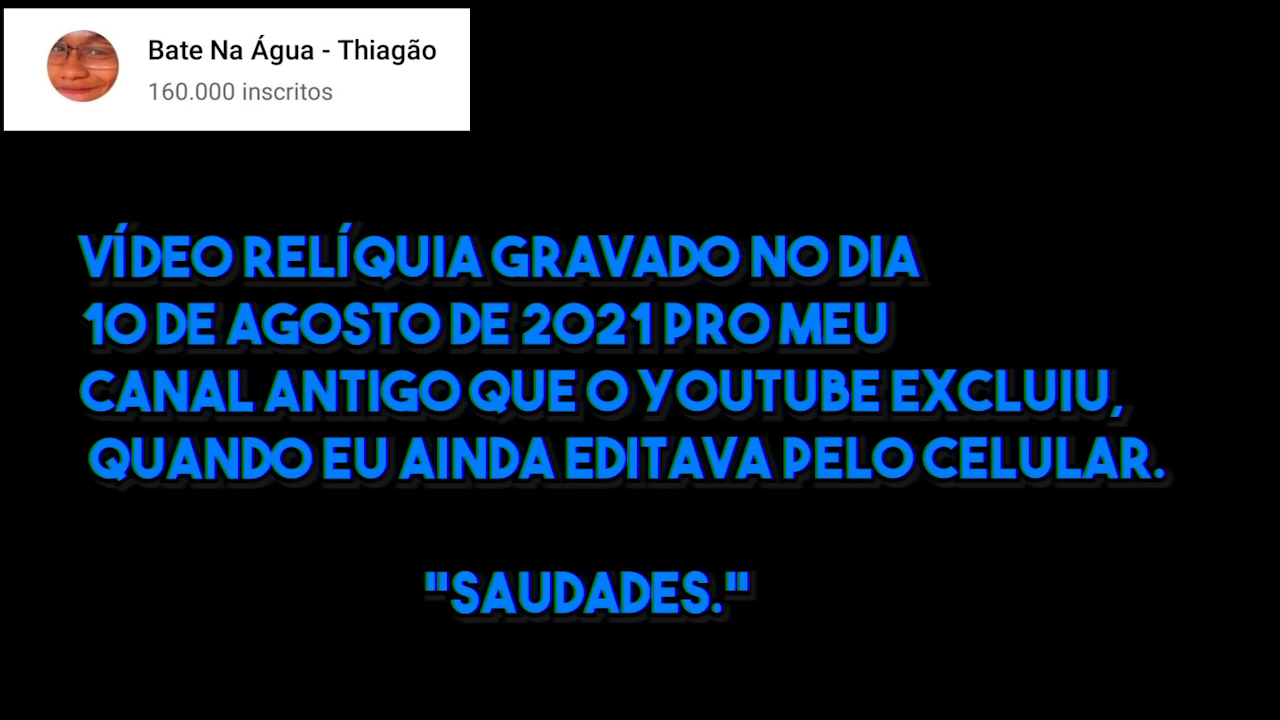 Bate Na Água - Thiagão
160.000 inscritos
VÍDEO RELÍQUIA GRAVADO NO DIA
10 DE AGOSTO DE 2021 PRO MEU
CANAL ANTIGO QUE O YOUTUBE EXCLUIU,
QUANDO EU AINDA EDITAVA PELO CELULAR.
"SAUDADES."